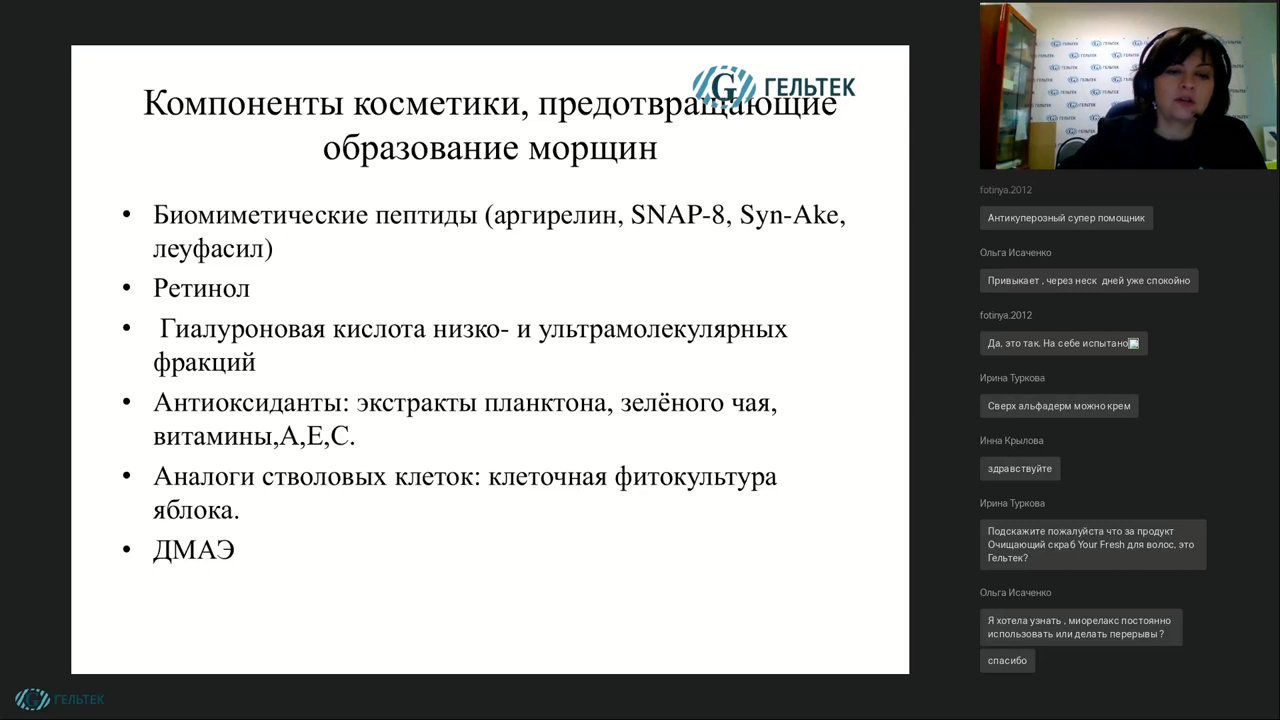 ГЕЛЬТЕК
Компоненты косметики, предотвращающие
образование морщин
• Биомиметические пептиды (аргирелин, SNAP-8, Syn-Ake,
леуфасил)
• Ретинол
• Гиалуроновая кислота низко- и ультрамолекулярных
фракций
• Антиоксиданты: экстракты планктона, зелёного чая,
витамины,А,Е,С.
• Аналоги стволовых клеток: клеточная фитокультура
яблока.
• ДМАЭ
ГЕЛЬТЕК
fotinya.2012
Антикуперозный супер помощник
Ольга Исаченко
Привыкает , через неск дней уже спокойно
fotinya.2012
Да, это так. На себе испытано
Ирина Туркова
Сверх альфадерм можно крем
Инна Крылова
здравствуйте
Ирина Туркова
Подскажите пожалуйста что за продукт
Очищающий скраб Your Fresh для волос, это
Гельтек?
Ольга Исаченко
Я хотела узнать , миорелакс постоянно
использовать или делать перерывы ?
спасибо